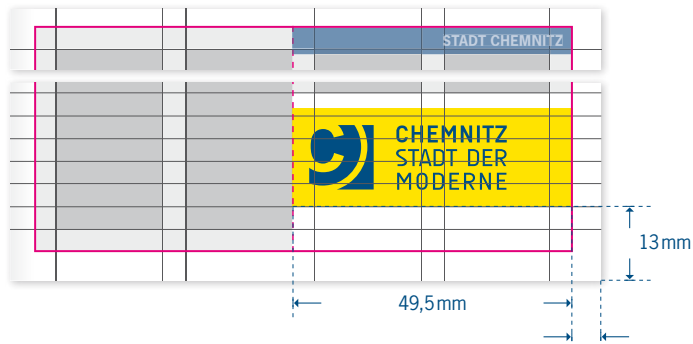 STADT CHEMNITZ
CHEMNITZ
STADT DER
MODERNE
13 mm
49,5 mm